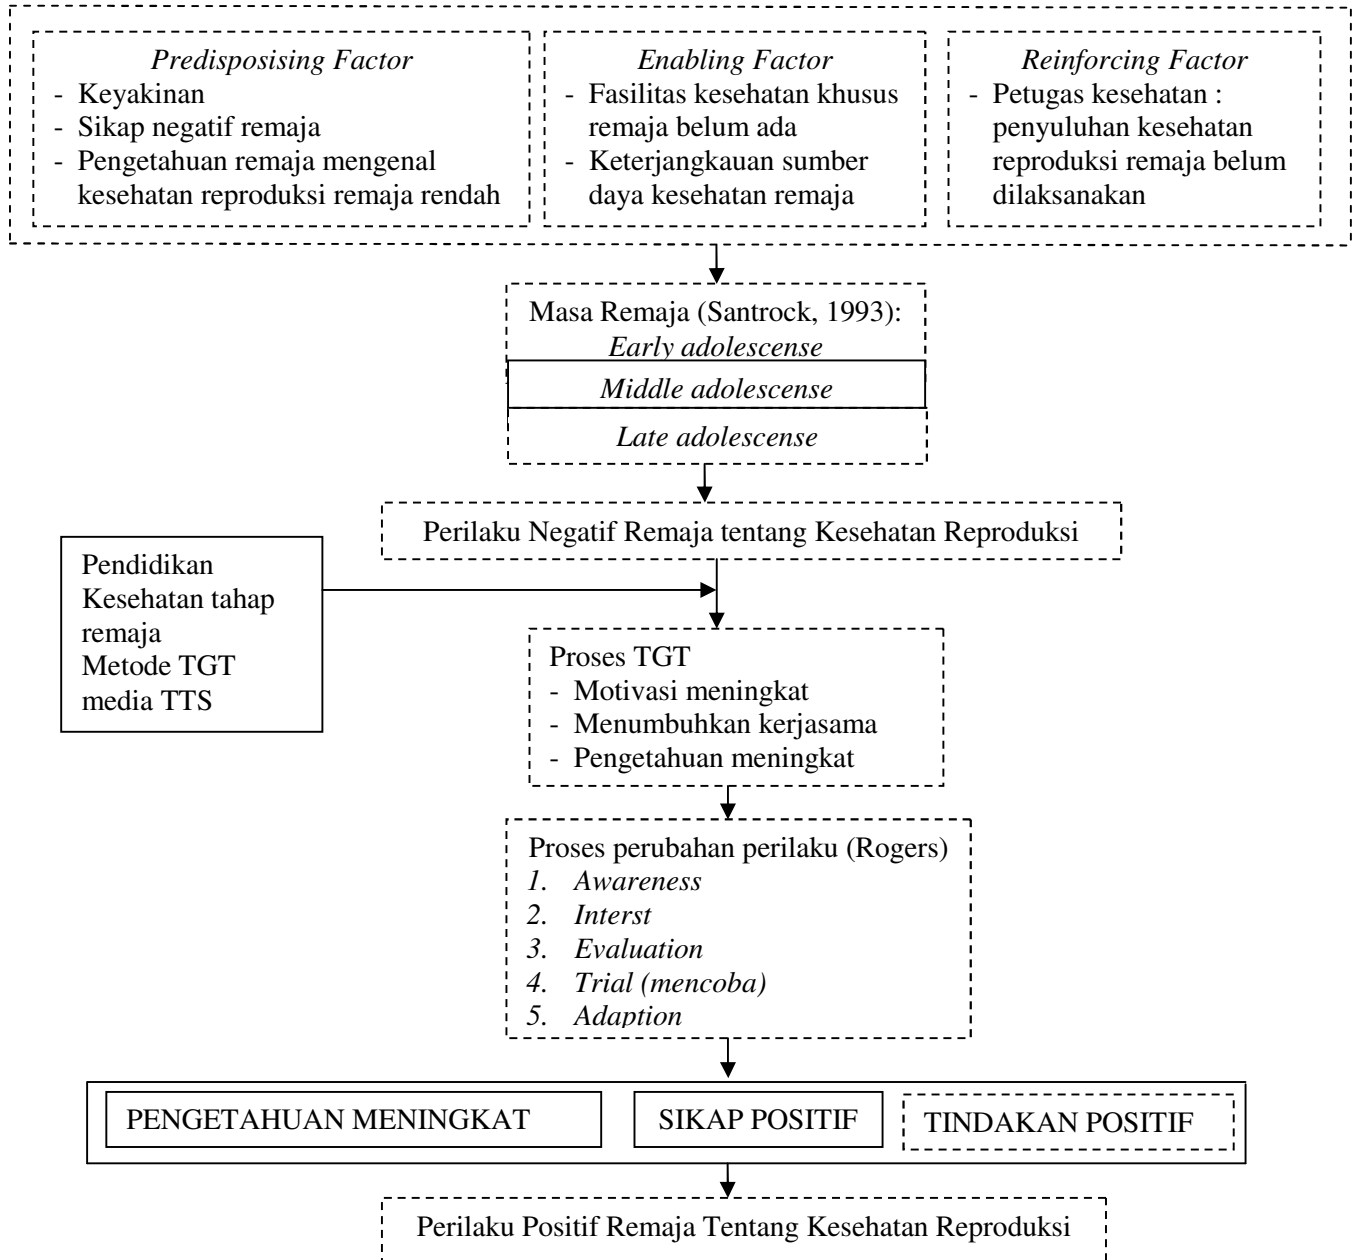 Predisposising Factor
- Keyakinan
- Sikap negatif remaja
- Pengetahuan remaja mengenal
kesehatan reproduksi remaja rendah
Enabling Factor
- Fasilitas kesehatan khusus
remaja belum ada
- Keterjangkauan sumber
daya kesehatan remaja
Reinforcing Factor
- Petugas kesehatan :
penyuluhan kesehatan
reproduksi remaja belum
dilaksanakan
Masa Remaja (Santrock, 1993):
Early adolescense
Middle adolescense
Late adolescense
Perilaku Negatif Remaja tentang Kesehatan Reproduksi
Pendidikan
Kesehatan tahap
remaja
Metode TGT
media TTS
Proses TGT
- Motivasi meningkat
- Menumbuhkan kerjasama
- Pengetahuan meningkat
Proses perubahan perilaku (Rogers)
1. Awareness
2. Interst
3. Evaluation
4. Trial (mencoba)
5. Adaption
PENGETAHUAN MENINGKAT
SIKAP POSITIF
TINDAKAN POSITIF
Perilaku Positif Remaja Tentang Kesehatan Reproduksi